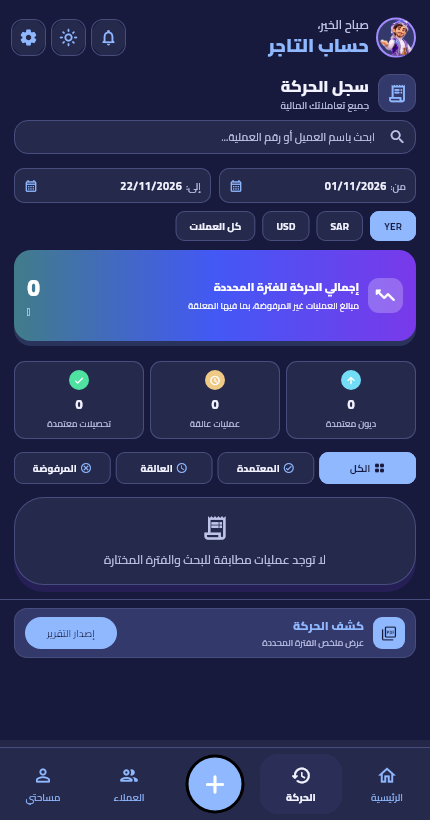 صباح الخير،
حساب التاجر
سجل الحركة
جميع تعاملاتك المالية
ابحث باسم العميل أو رقم العملية...
من: 01/11/2026
إلى: 22/11/2026
YER
SAR
USD
كل العملات
إجمالي الحركة للفترة المحددة
مبالغ العمليات غير المرفوضة، بما فيها المعلقة
0
0
ديون معتمدة
0
عمليات عالقة
0
تحصيلات معتمدة
الكل
المعتمدة
العالقة
المرفوضة
لا توجد عمليات مطابقة للبحث والفترة المختارة
كشف الحركة
عرض ملخص الفترة المحددة
إصدار التقرير
الرئيسية
الحركة
العملاء
مساحتي